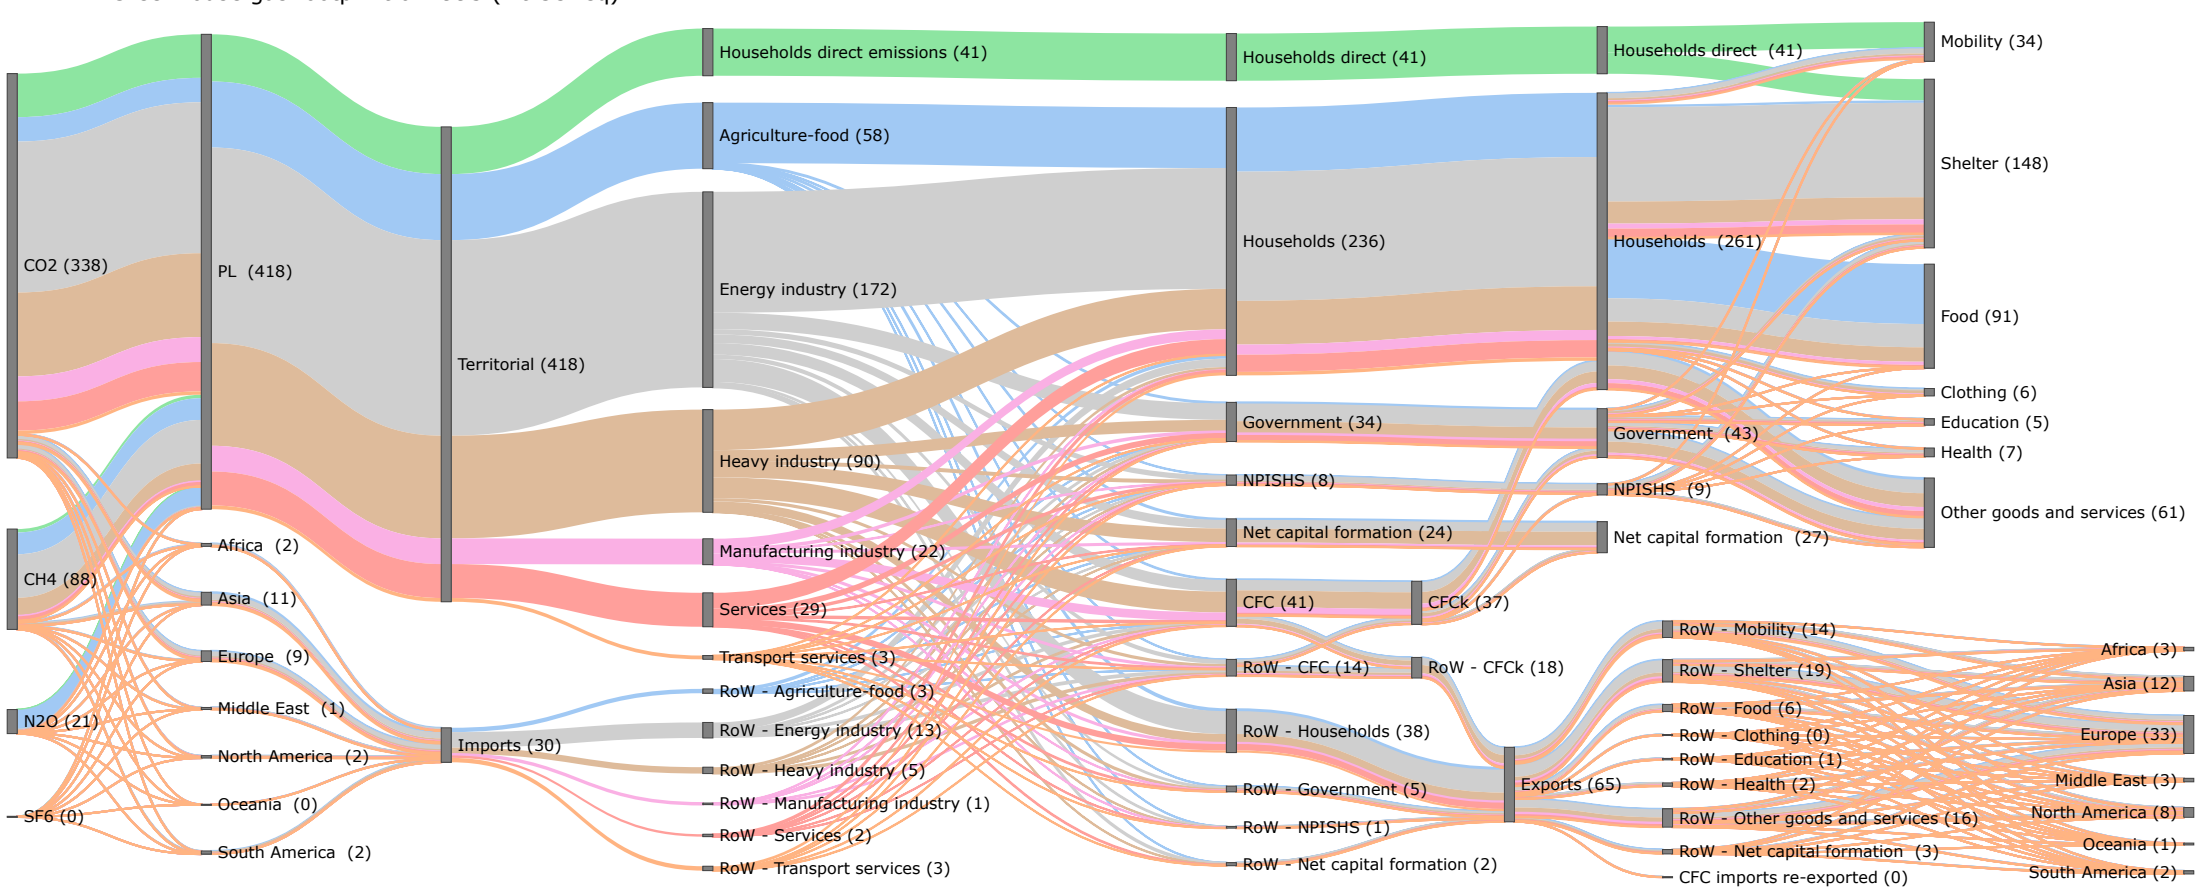 CO2 (338)
CH4 (88)
N2O (21)
SF6 (0)
PL (418)
Africa (2)
Asia (11)
Europe (9)
Middle East (1)
North America (2)
Oceania (0)
South America (2)
Territorial (418)
Imports (30)
Households direct emissions (41)
Agriculture-food (58)
Energy industry (172)
Heavy industry (90)
Manufacturing industry (22)
Services (29)
Transport services (3)
RoW - Agriculture-food (3)
RoW - Energy industry (13)
RoW - Heavy industry (5)
RoW - Manufacturing industry (1)
RoW - Services (2)
RoW - Transport services (3)
Households direct (41)
Households (236)
Government (34)
NPISHS (8)
Net capital formation (24)
CFC (41)
RoW - CFC (14)
RoW - Households (38)
RoW - Government (5)
RoW - NPISHS (1)
RoW - Net capital formation (2)
CFCk (37)
RoW - CFCk (18)
Exports (65)
Households direct (41)
Households (261)
Government (43)
NPISHS (9)
Net capital formation (27)
RoW - Mobility (14)
RoW - Shelter (19)
RoW - Food (6)
RoW - Clothing (0)
RoW - Education (1)
RoW - Health (2)
RoW - Other goods and services (16)
RoW - Net capital formation (3)
CFC imports re-exported (0)
Mobility (34)
Shelter (148)
Food (91)
Clothing (6)
Education (5)
Health (7)
Other goods and services (61)
Africa (3)
Asia (12)
Europe (33)
Middle East (3)
North America (8)
Oceania (1)
South America (2)